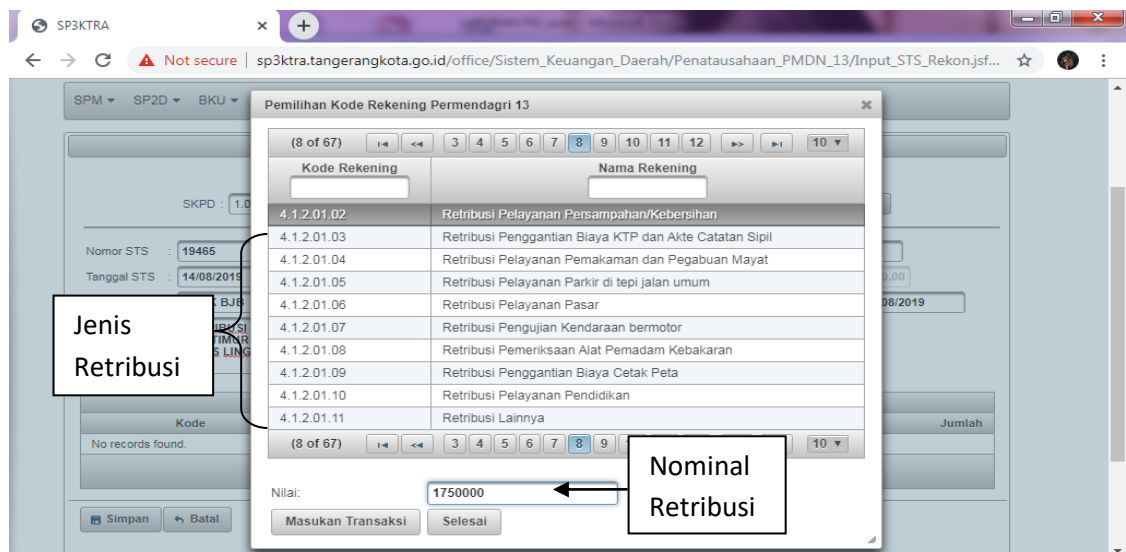 SP3KTRA
Not secure sp3ktra.tangerangkota.go.id/office/Sistem_Keuangan_Daerah/Penatausahaan_PMDN_13/Input_STS_Rekon.jsf...
SPM SP2D BKU
Pemilihan Kode Rekening Permendagri 13
(8 of 67) 3 4 5 6 7 8 9 10 11 12 10
Kode Rekening Nama Rekening
SKPD : 1.0
4.1.2.01.02 Retribusi Pelayanan Persampahan/Kebersihan
4.1.2.01.03 Retribusi Penggantian Biaya KTP dan Akte Catatan Sipil
Nomor STS : 19465
4.1.2.01.04 Retribusi Pelayanan Pemakaman dan Pegabuan Mayat
Tanggal STS : 14/08/2019
4.1.2.01.05 Retribusi Pelayanan Parkir di tepi jalan umum
0,00
4.1.2.01.06 Retribusi Pelayanan Pasar
BJB
08/2019
4.1.2.01.07 Retribusi Pengujian Kendaraan bermotor
TIMUR
4.1.2.01.08 Retribusi Pemeriksaan Alat Pemadam Kebakaran
LING
4.1.2.01.09 Retribusi Penggantian Biaya Cetak Peta
4.1.2.01.10 Retribusi Pelayanan Pendidikan
4.1.2.01.11 Retribusi Lainnya
Jenis
Retribusi
Kode Jumlah
No records found.
(8 of 67) 3 4 5 6 7 8 9 10
Nominal
Retribusi
Nilai: 1750000
Masukan Transaksi Selesai
Simpan Batal